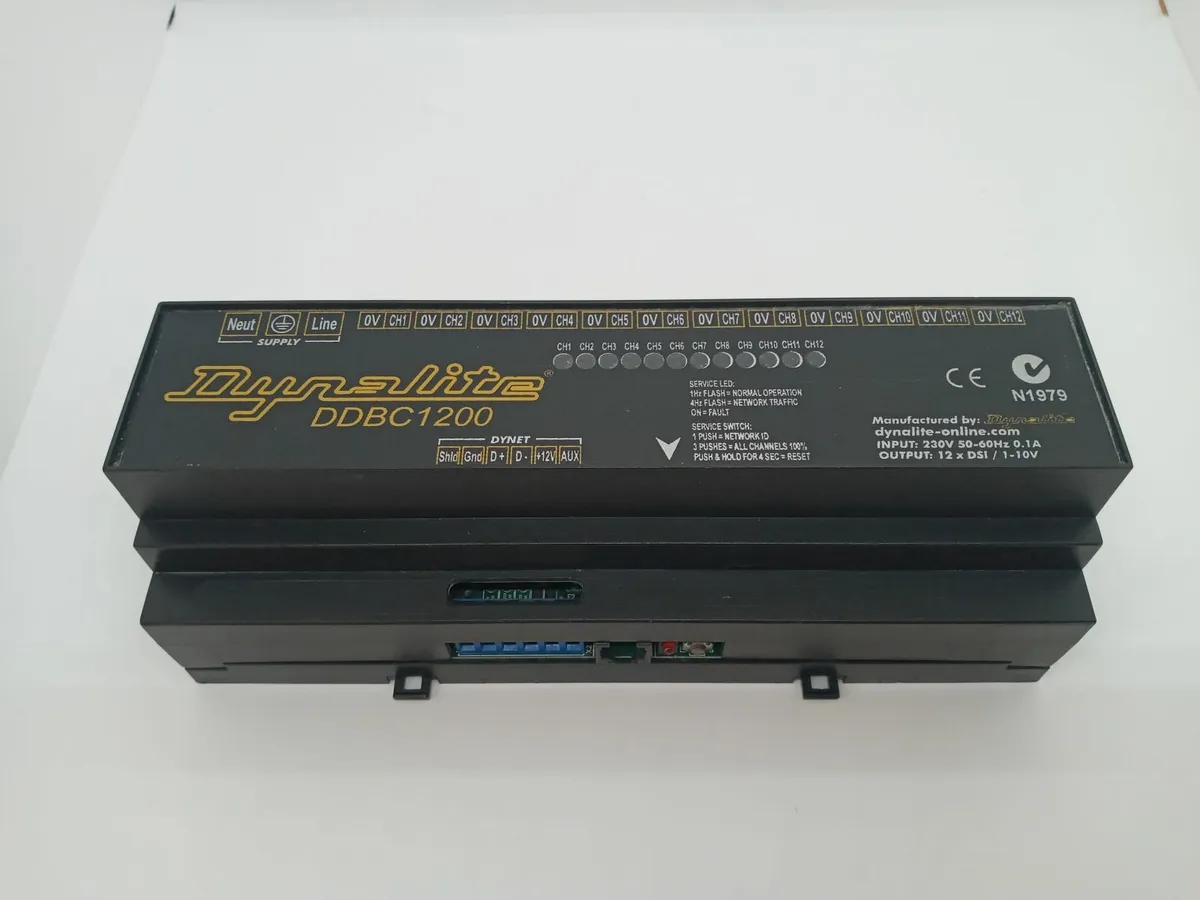 Neut Line
SUPPLY
0V CH1 0V CH2 0V CH3 0V CH4 0V CH5 0V CH6 0V CH7 0V CH8 0V CH9 0V CH10 0V CH11 0V CH12
CH1 CH2 CH3 CH4 CH5 CH6 CH7 CH8 CH9 CH10 CH11 CH12
Dynalite®
DDBC1200
DYNET
Shld Gnd D+ D- +12V AUX
SERVICE LED:
1Hz FLASH = NORMAL OPERATION
4Hz FLASH = NETWORK TRAFFIC
ON = FAULT
SERVICE SWITCH:
1 PUSH = NETWORK ID
3 PUSHES = ALL CHANNELS 100%
PUSH & HOLD FOR 4 SEC = RESET
CE
N1979
Manufactured by: Dynalite
dynalite-online.com
INPUT: 230V 50-60Hz 0.1A
OUTPUT: 12 x DSI / 1-10V